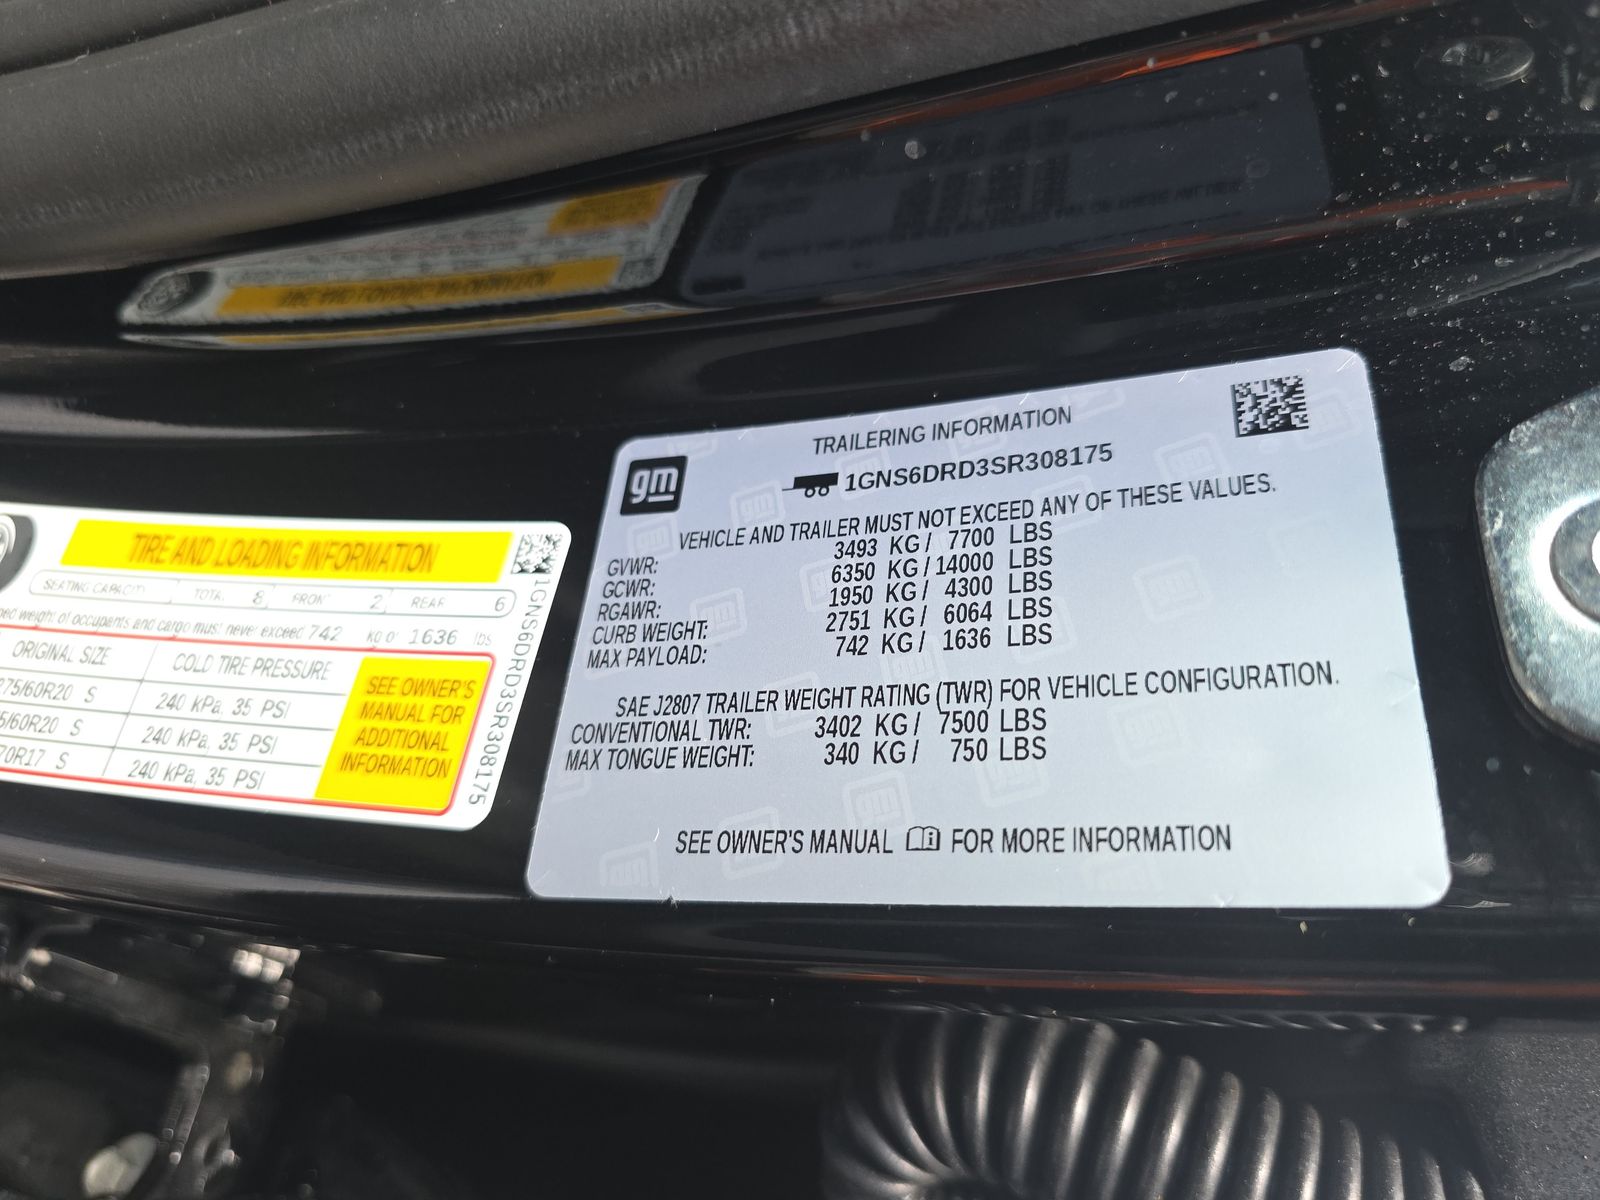 TIRE AND LOADING INFORMATION
SEATING CAPACITY TOTAL 8 FRONT 2 REAR 6
weight of occupants and cargo must never exceed 742 kg or 1636 lbs
ORIGINAL SIZE COLD TIRE PRESSURE
275/60R20 S 240 kPa, 35 PSI
5/60R20 S 240 kPa, 35 PSI
70R17 S 240 kPa, 35 PSI
SEE OWNER'S
MANUAL FOR
ADDITIONAL
INFORMATION
1GNS6DRD3SR308175
gm
TRAILERING INFORMATION
1GNS6DRD3SR308175
VEHICLE AND TRAILER MUST NOT EXCEED ANY OF THESE VALUES.
GVWR: 3493 KG/ 7700 LBS
GCWR: 6350 KG/14000 LBS
RGAWR: 1950 KG/ 4300 LBS
CURB WEIGHT: 2751 KG/ 6064 LBS
MAX PAYLOAD: 742 KG/ 1636 LBS
SAE J2807 TRAILER WEIGHT RATING (TWR) FOR VEHICLE CONFIGURATION.
CONVENTIONAL TWR: 3402 KG/ 7500 LBS
MAX TONGUE WEIGHT: 340 KG/ 750 LBS
SEE OWNER'S MANUAL FOR MORE INFORMATION